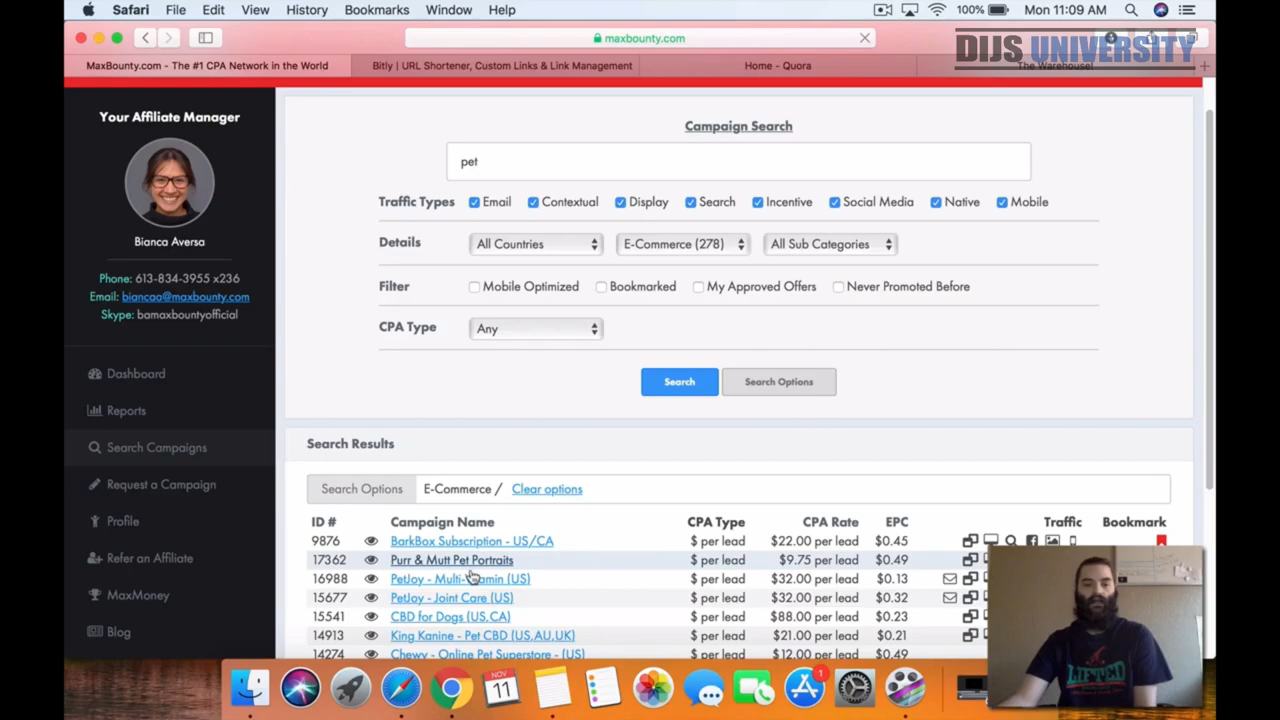 Safari File Edit View History Bookmarks Window Help 100% Mon 11:09 AM
maxbounty.com
DIJS UNIVERSITY
MaxBounty.com - The #1 CPA Network in the World Bitly | URL Shortener, Custom Links & Link Management Home - Quora The Warehouse!
Your Affiliate Manager
Bianca Aversa
Phone: 613-834-3955 x236
Email: biancaa@maxbounty.com
Skype: bamaxbountyofficial
Dashboard
Reports
Search Campaigns
Request a Campaign
Profile
Refer an Affiliate
MaxMoney
Blog
Campaign Search
pet
Traffic Types Email Contextual Display Search Incentive Social Media Native Mobile
Details All Countries E-Commerce (278) All Sub Categories
Filter Mobile Optimized Bookmarked My Approved Offers Never Promoted Before
CPA Type Any
Search Search Options
Search Results
Search Options E-Commerce / Clear options
ID # Campaign Name CPA Type CPA Rate EPC Traffic Bookmark
9876 BarkBox Subscription - US/CA $ per lead $22.00 per lead $0.45
17362 Purr & Mutt Pet Portraits $ per lead $9.75 per lead $0.49
16988 PetJoy - Multi-Vitamin (US) $ per lead $32.00 per lead $0.13
15677 PetJoy - Joint Care (US) $ per lead $32.00 per lead $0.32
15541 CBD for Dogs (US,CA) $ per lead $88.00 per lead $0.23
14913 King Kanine - Pet CBD (US,AU,UK) $ per lead $21.00 per lead $0.21
14274 Chewy - Online Pet Superstore - (US) $ per lead $12.00 per lead $0.49
LIFTED
NOV
11
1